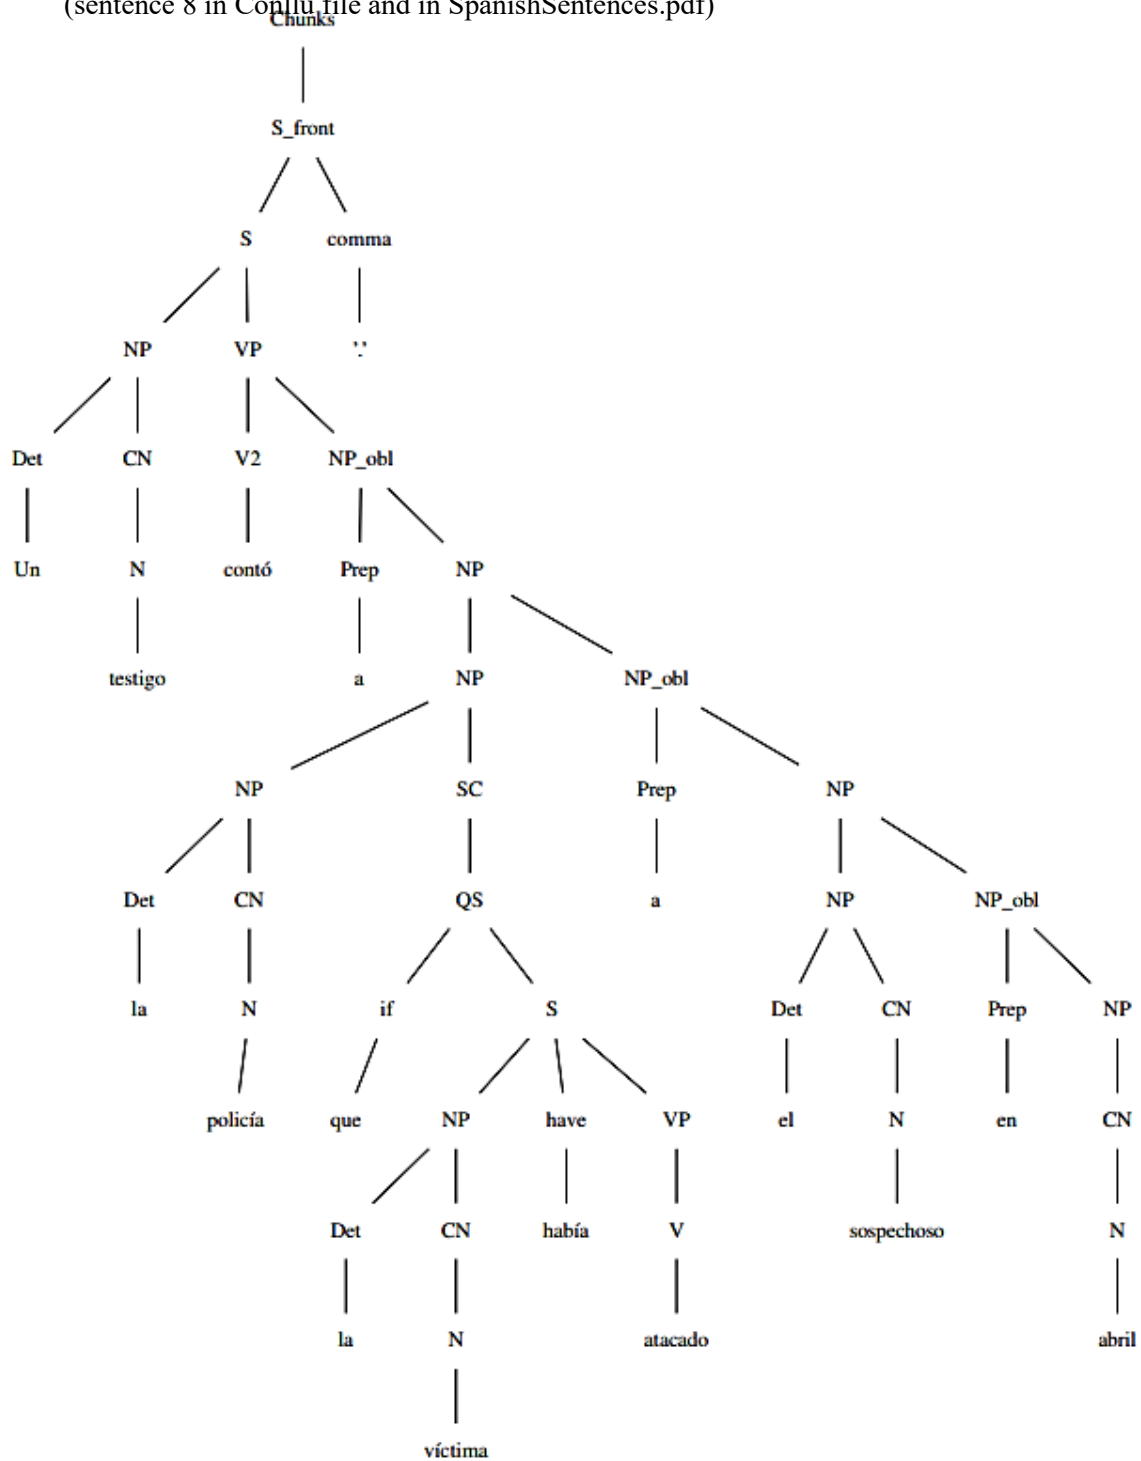 (sentence 8 in Conllu file and in SpanishSentences.pdf)
Chunks
S_front
S comma
NP VP '.'
Det CN V2 NP_obl
Un N contó Prep NP
testigo a NP NP_obl
NP SC Prep NP
Det CN QS a NP NP_obl
la N if S Det CN Prep NP
policía que NP have VP el N en CN
Det CN había V sospechoso N
la N atacado abril
víctima